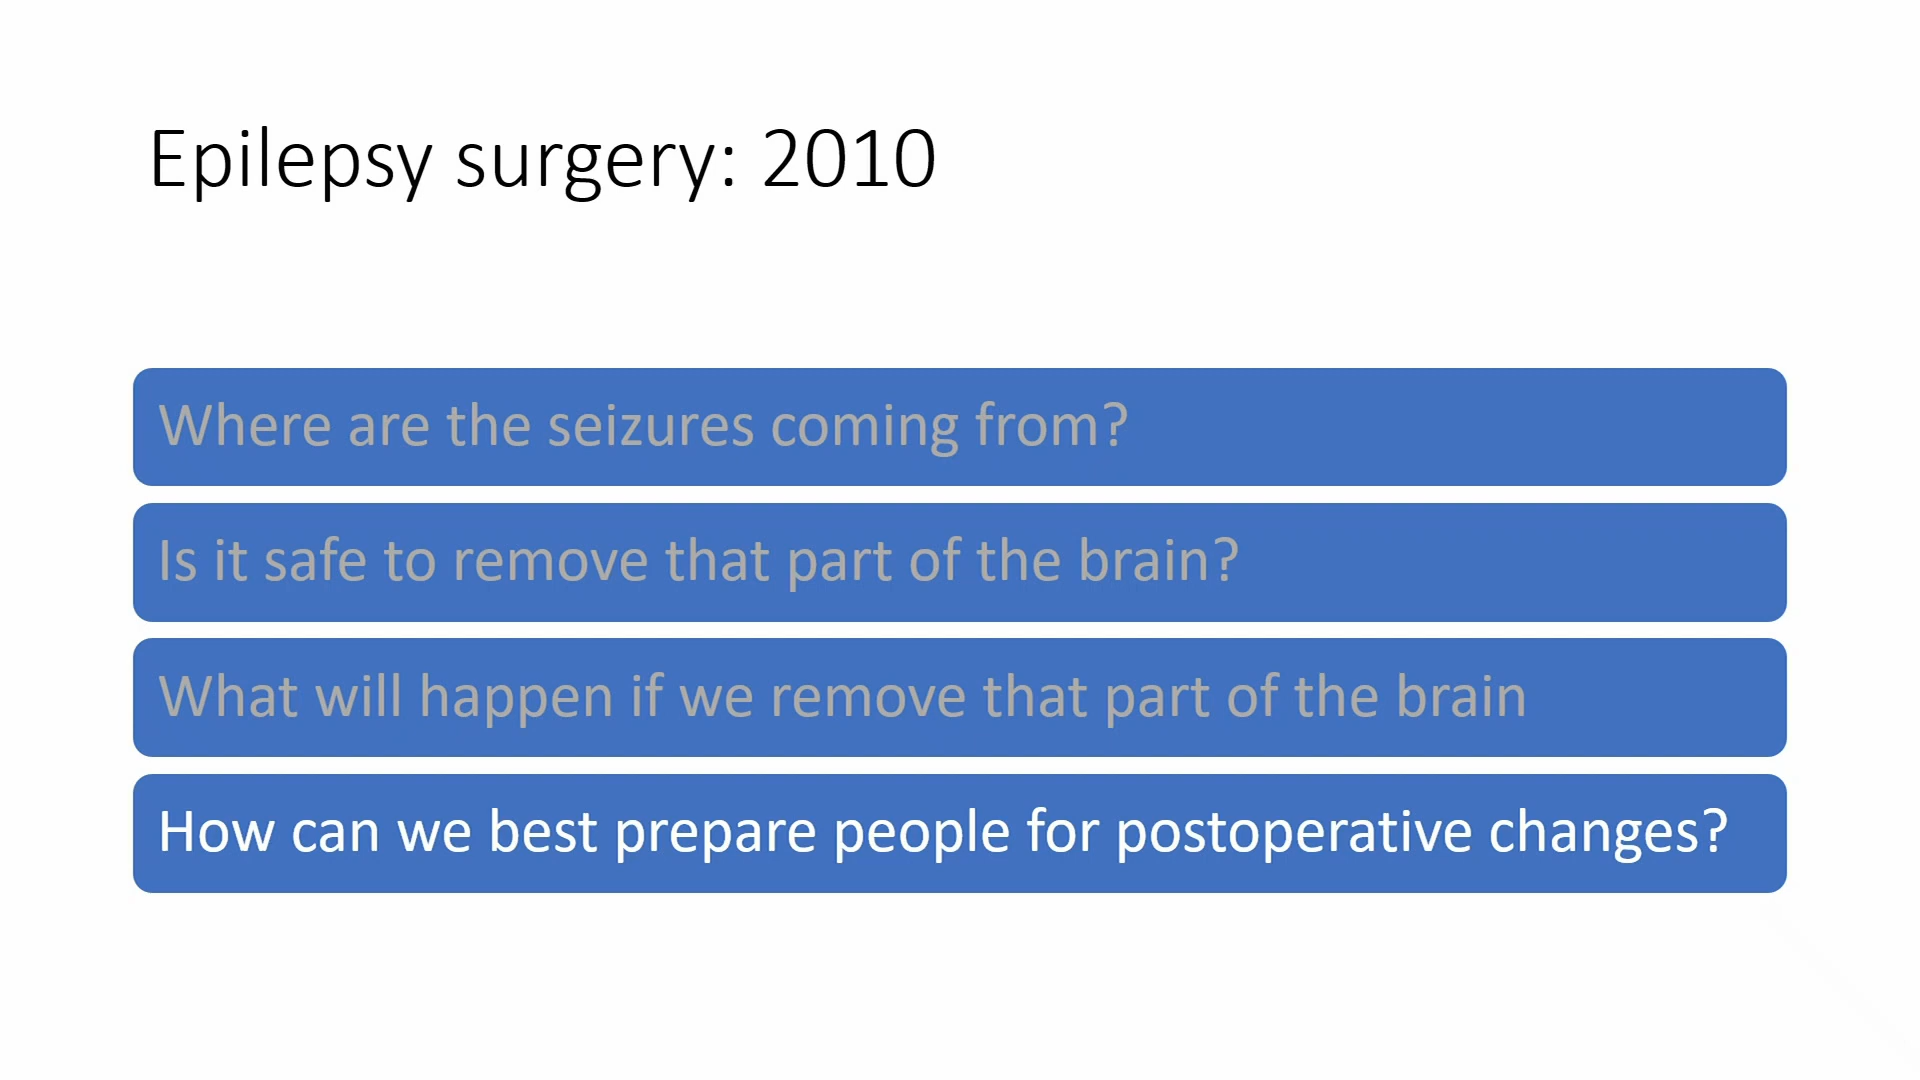 Epilepsy surgery: 2010
Where are the seizures coming from?
Is it safe to remove that part of the brain?
What will happen if we remove that part of the brain
How can we best prepare people for postoperative changes?